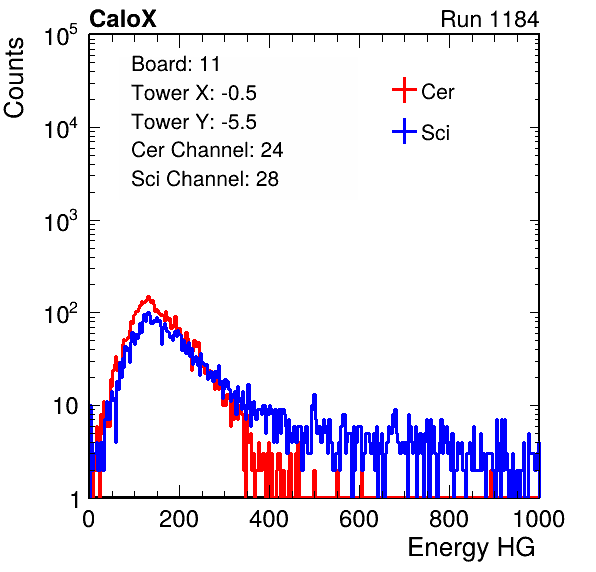 CaloX Run 1184
Counts
10^5
10^4
10^3
10^2
10
1
Board: 11
Tower X: -0.5
Tower Y: -5.5
Cer Channel: 24
Sci Channel: 28
Cer
Sci
0 200 400 600 800 1000
Energy HG